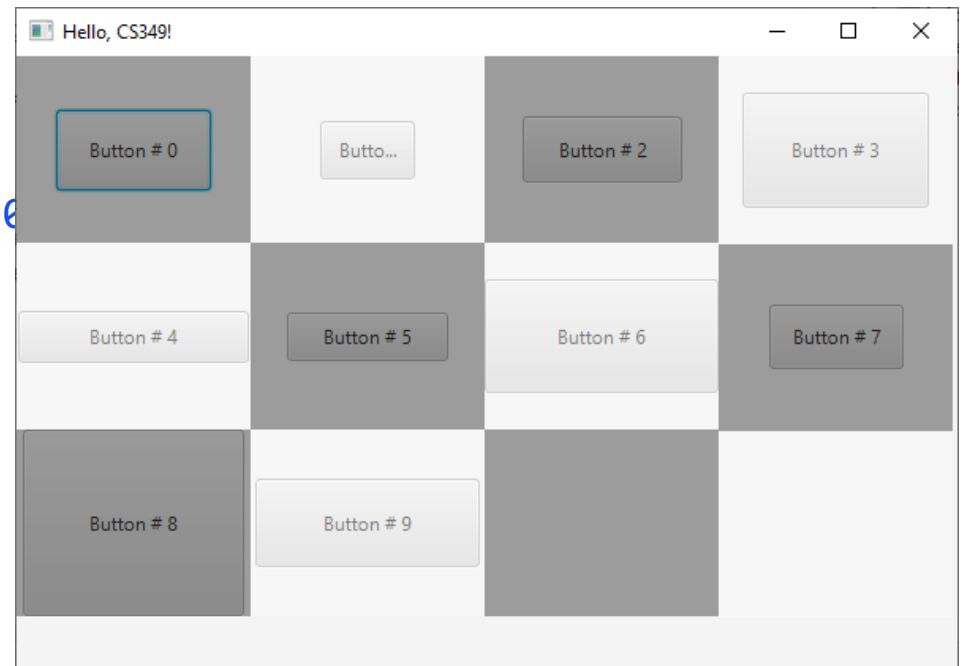 Hello, CS349!
Button # 0
Butto...
Button # 2
Button # 3
Button # 4
Button # 5
Button # 6
Button # 7
Button # 8
Button # 9